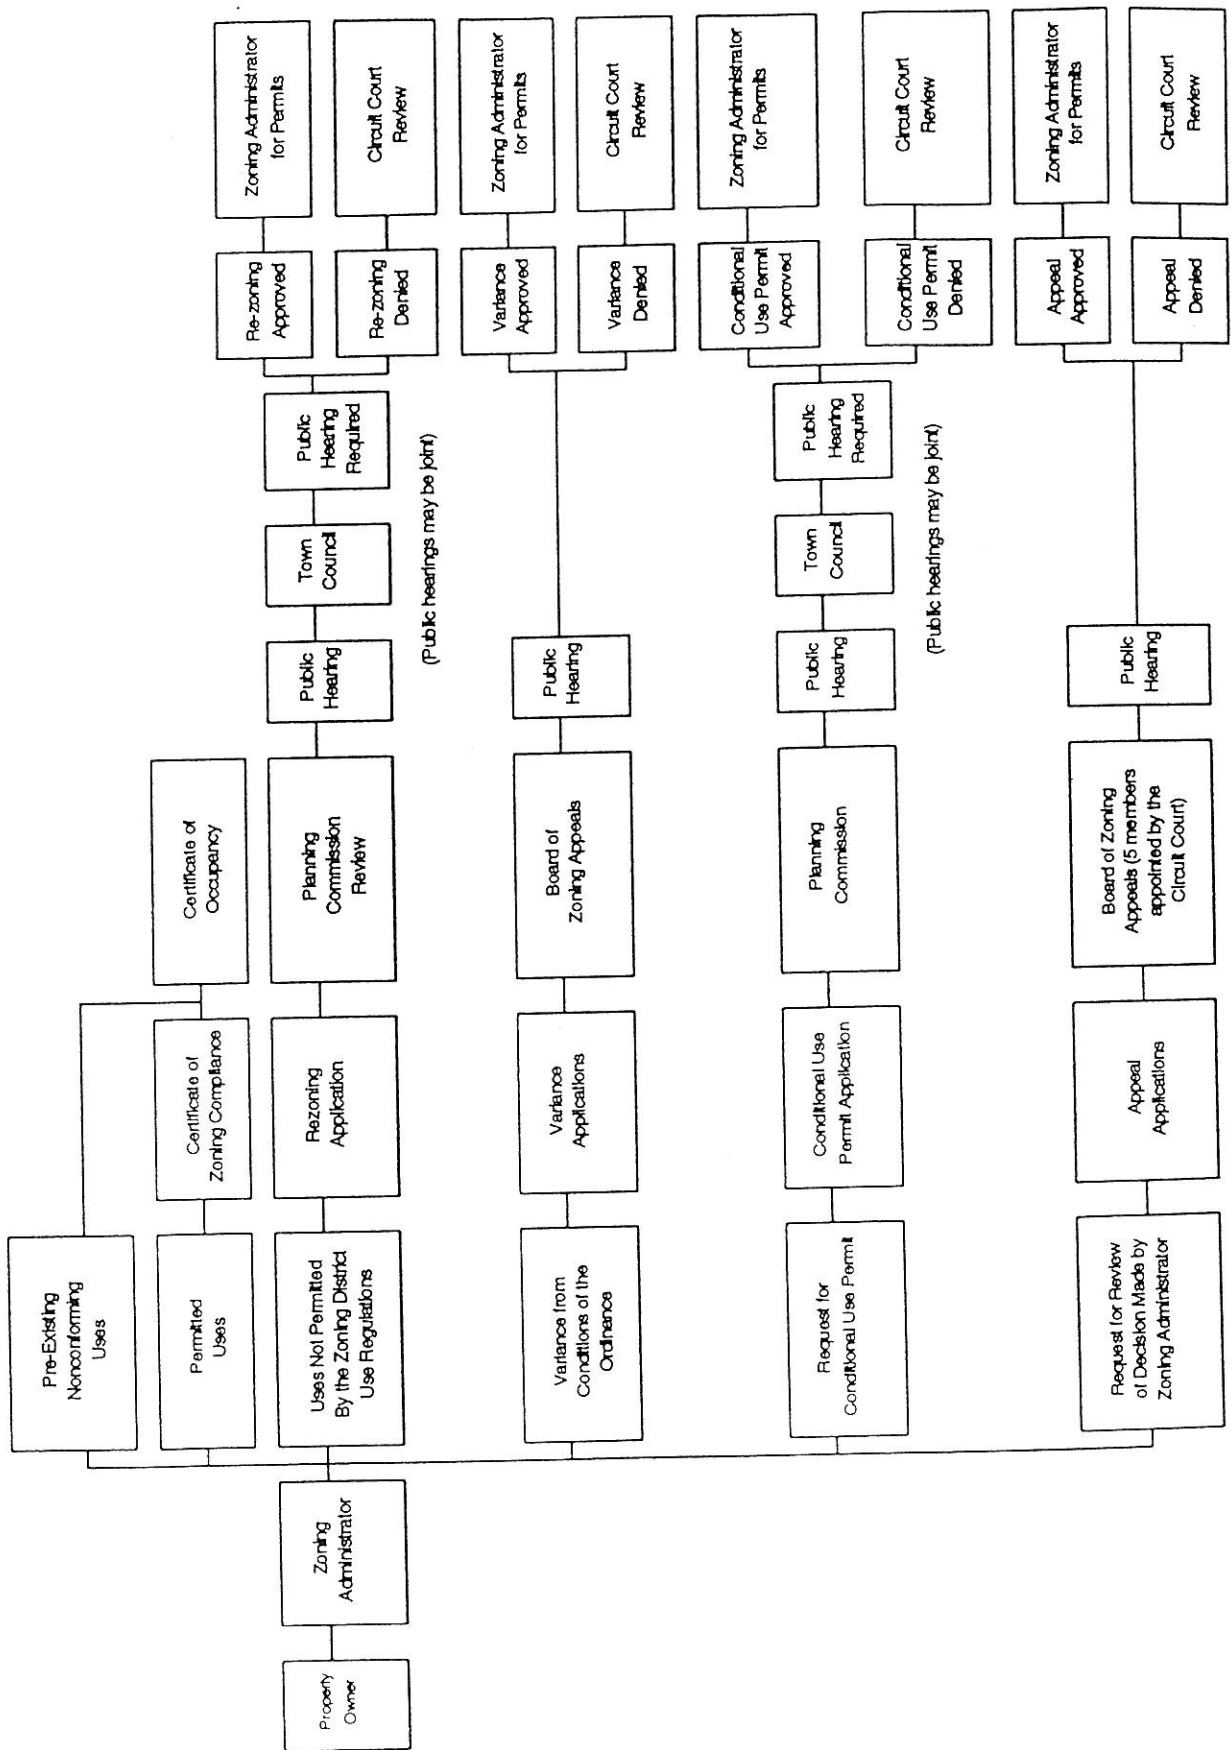 Property
Owner
Zoning
Administrator
Pre-Existing
Nonconforming
Uses
Permitted
Uses
Certificate of
Zoning Compliance
Certificate of
Occupancy
Uses Not Permitted
By the Zoning District
Use Regulations
Rezoning
Application
Planning
Commission
Review
Public
Hearing
Town
Council
Public
Hearing
Required
(Public hearings may be joint)
Re-zoning
Approved
Zoning Administrator
for Permits
Re-zoning
Denied
Circuit Court
Review
Variance from
Conditions of the
Ordinance
Variance
Applications
Board of
Zoning Appeals
Public
Hearing
Variance
Approved
Zoning Administrator
for Permits
Variance
Denied
Circuit Court
Review
Request for
Conditional Use Permit
Conditional Use
Permit Application
Planning
Commission
Public
Hearing
Town
Council
Public
Hearing
Required
(Public hearings may be joint)
Conditional
Use Permit
Approved
Zoning Administrator
for Permits
Conditional
Use Permit
Denied
Circuit Court
Review
Request for Review
of Decision Made by
Zoning Administrator
Appeal
Applications
Board of Zoning
Appeals (5 members
appointed by the
Circuit Court)
Public
Hearing
Appeal
Approved
Zoning Administrator
for Permits
Appeal
Denied
Circuit Court
Review